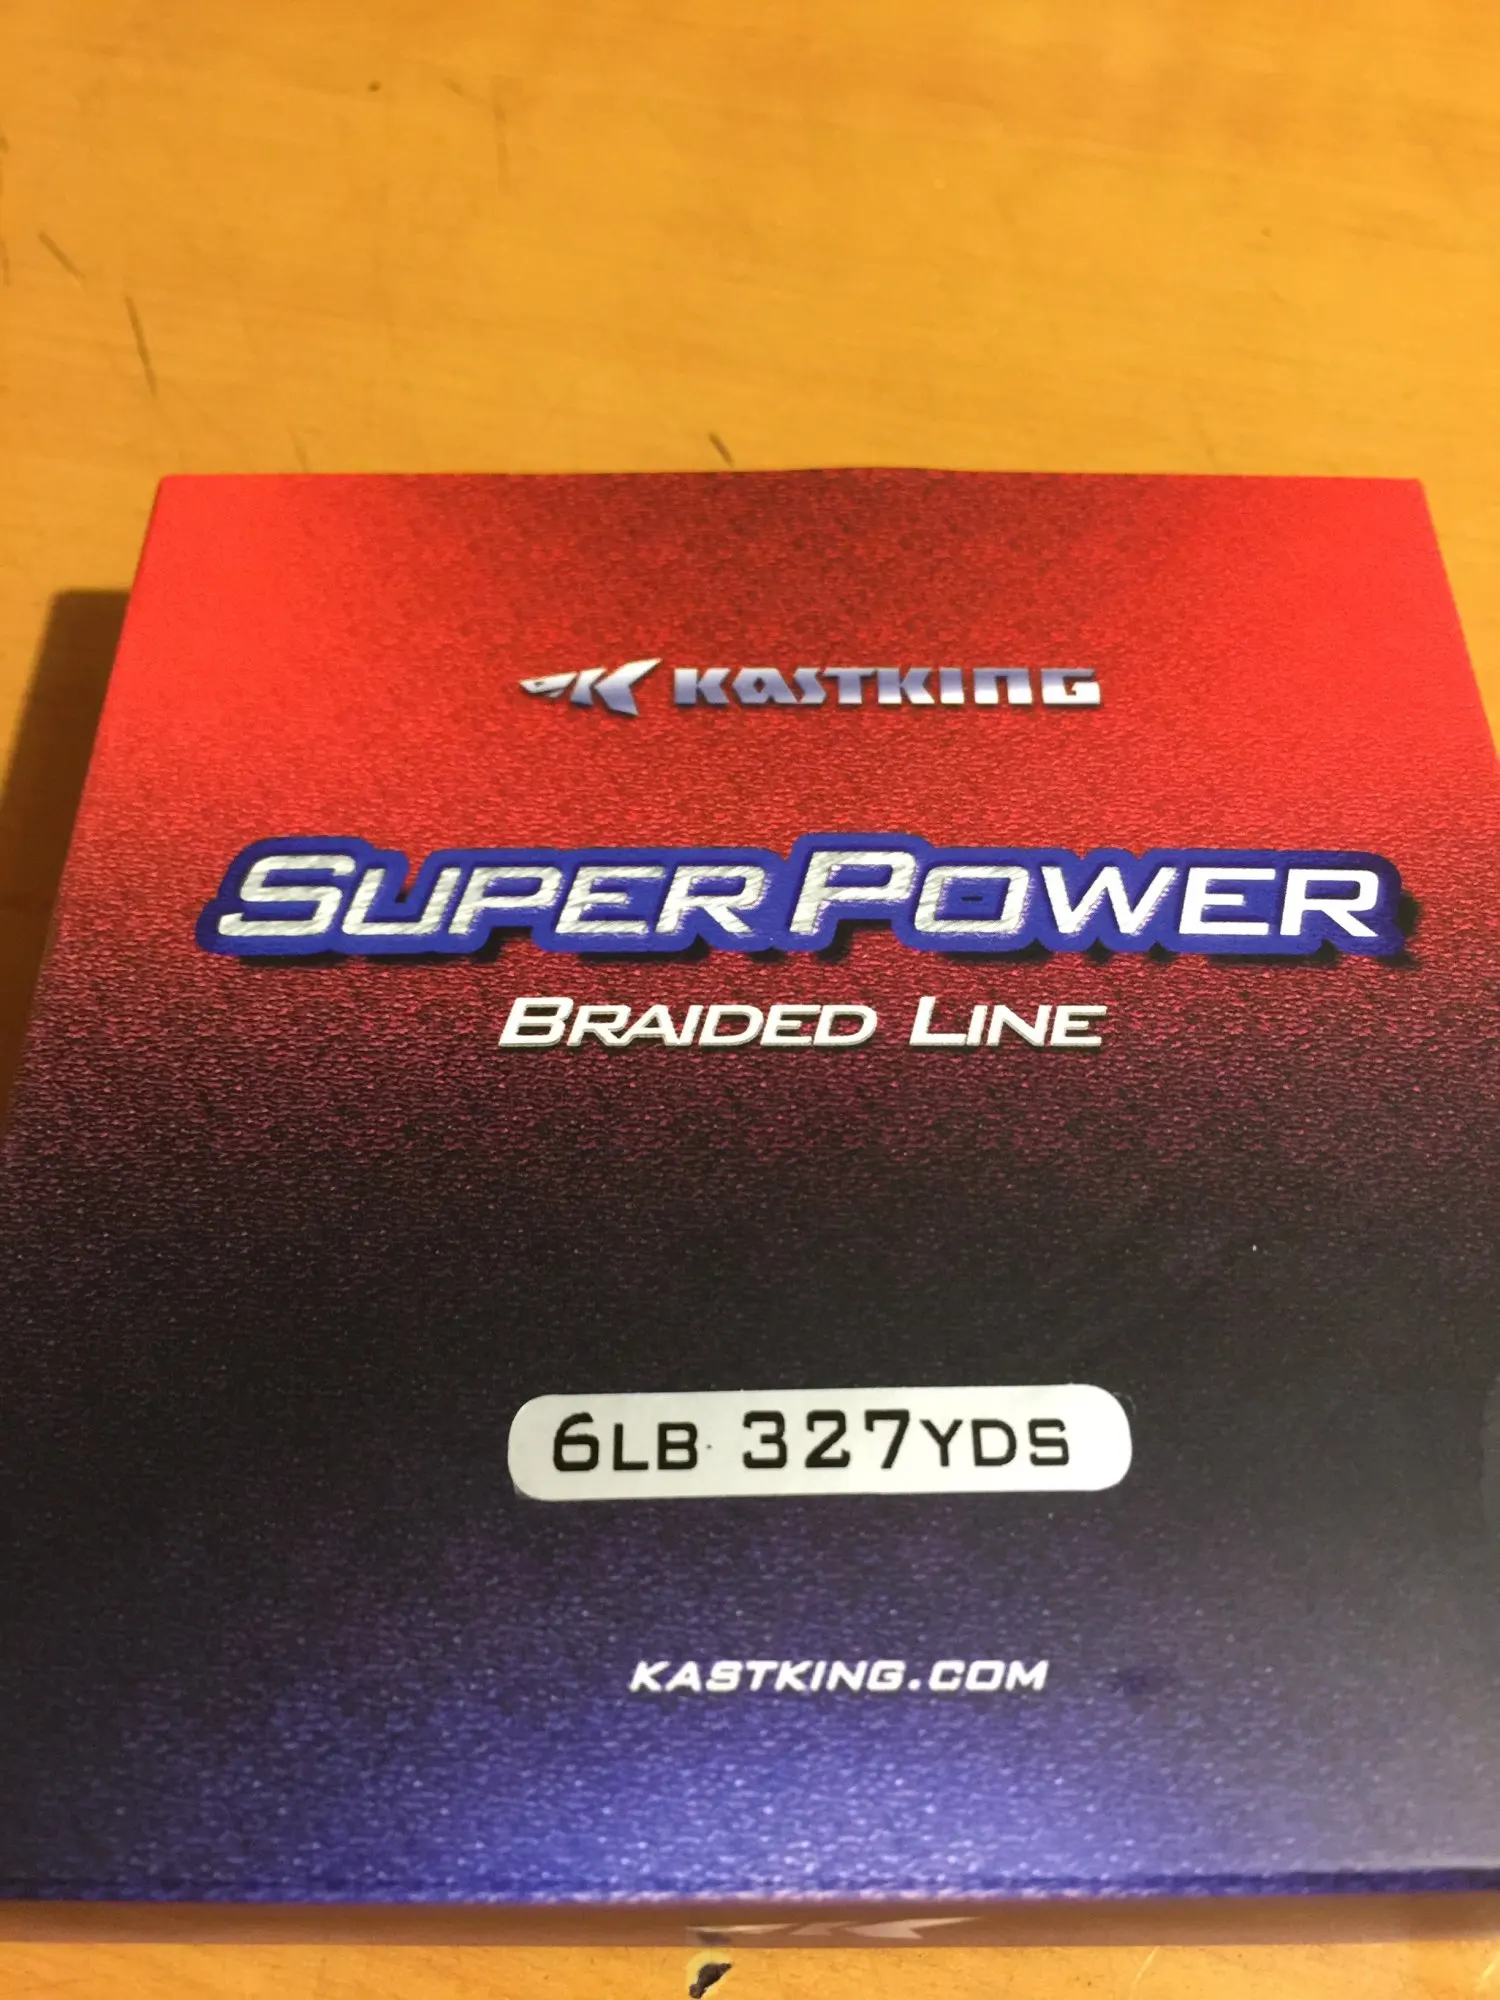 KASTKING
SUPER POWER
BRAIDED LINE
6LB 327YDS
KASTKING.COM